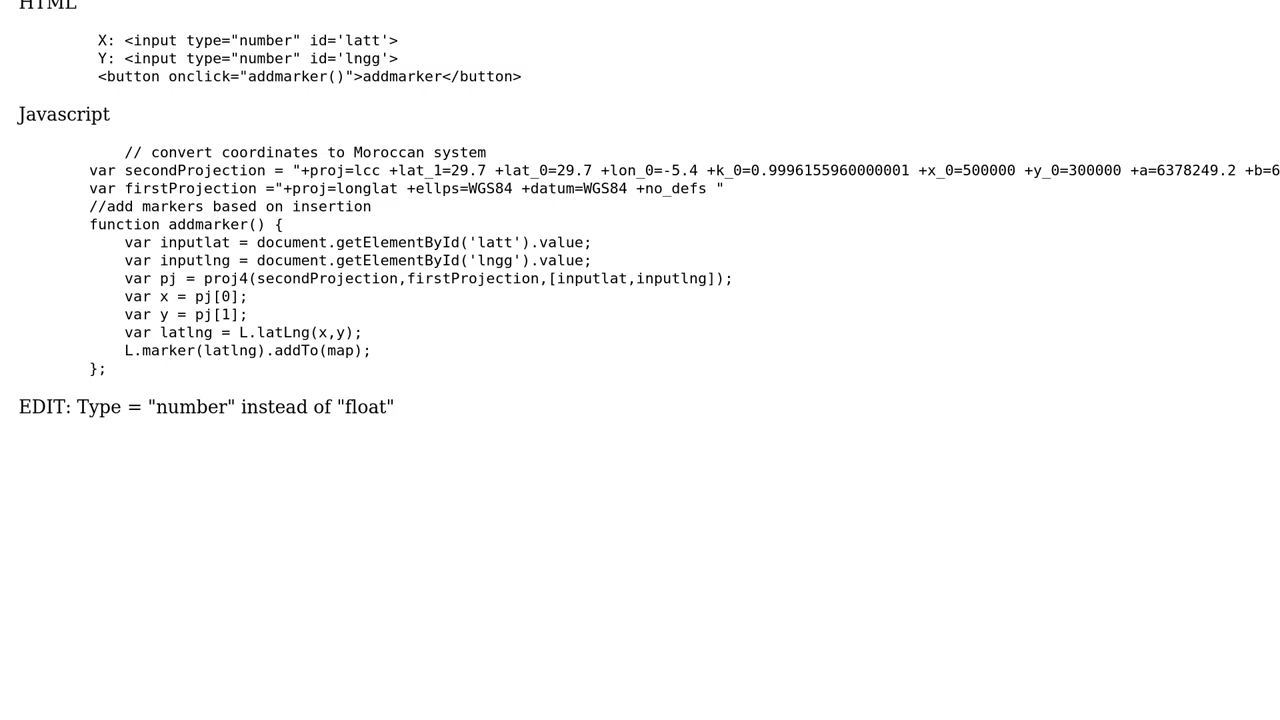 HTML
X: <input type="number" id='latt'>
Y: <input type="number" id='lngg'>
<button onclick="addmarker()">addmarker</button>
Javascript
// convert coordinates to Moroccan system
var secondProjection = "+proj=lcc +lat_1=29.7 +lat_0=29.7 +lon_0=-5.4 +k_0=0.9996155960000001 +x_0=500000 +y_0=300000 +a=6378249.2 +b=6
var firstProjection ="+proj=longlat +ellps=WGS84 +datum=WGS84 +no_defs "
//add markers based on insertion
function addmarker() {
var inputlat = document.getElementById('latt').value;
var inputlng = document.getElementById('lngg').value;
var pj = proj4(secondProjection,firstProjection,[inputlat,inputlng]);
var x = pj[0];
var y = pj[1];
var latlng = L.latLng(x,y);
L.marker(latlng).addTo(map);
};
EDIT: Type = "number" instead of "float"